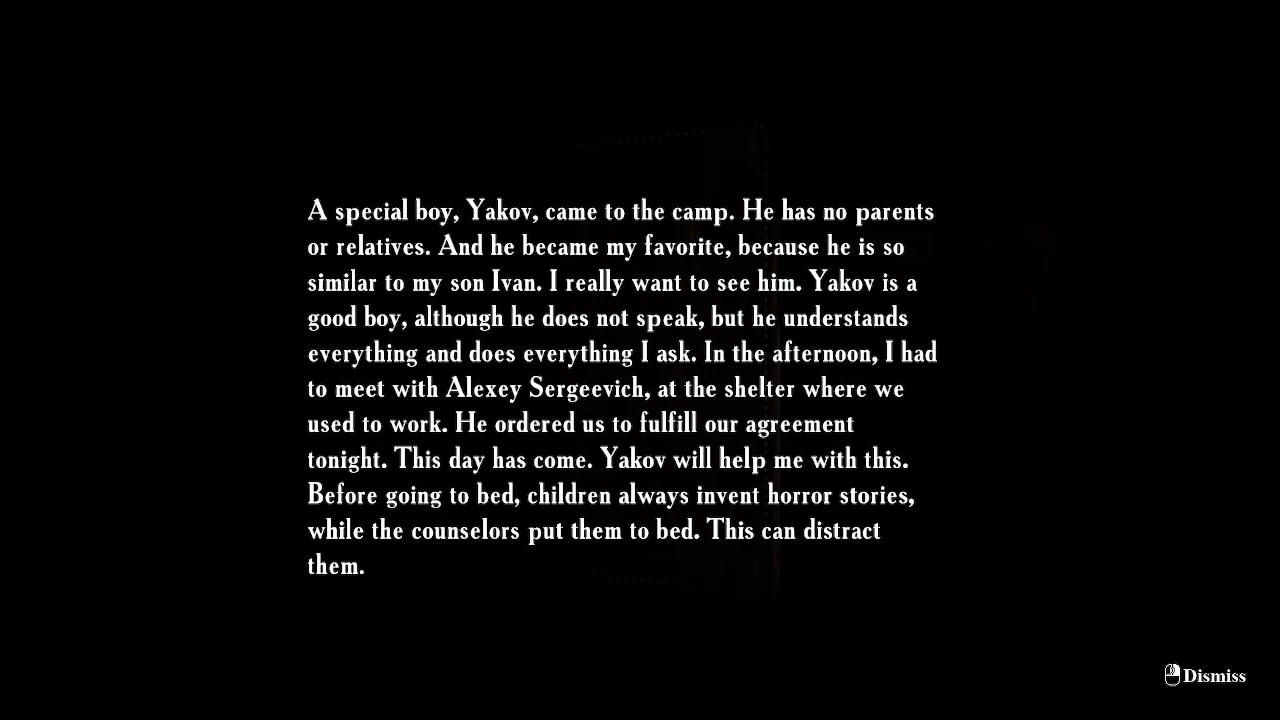 A special boy, Yakov, came to the camp. He has no parents
or relatives. And he became my favorite, because he is so
similar to my son Ivan. I really want to see him. Yakov is a
good boy, although he does not speak, but he understands
everything and does everything I ask. In the afternoon, I had
to meet with Alexey Sergeevich, at the shelter where we
used to work. He ordered us to fulfill our agreement
tonight. This day has come. Yakov will help me with this.
Before going to bed, children always invent horror stories,
while the counselors put them to bed. This can distract
them.
Dismiss